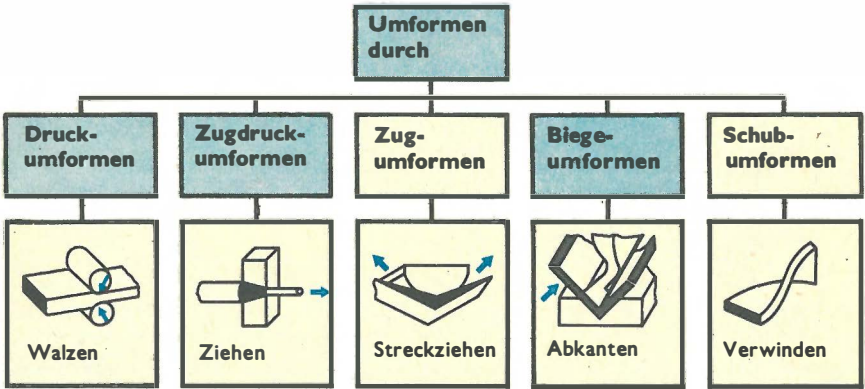 Umformen
durch
Druck-
umformen
Zugdruck-
umformen
Zug-
umformen
Biege-
umformen
Schub-
umformen
Walzen
Ziehen
Streckziehen
Abkanten
Verwinden